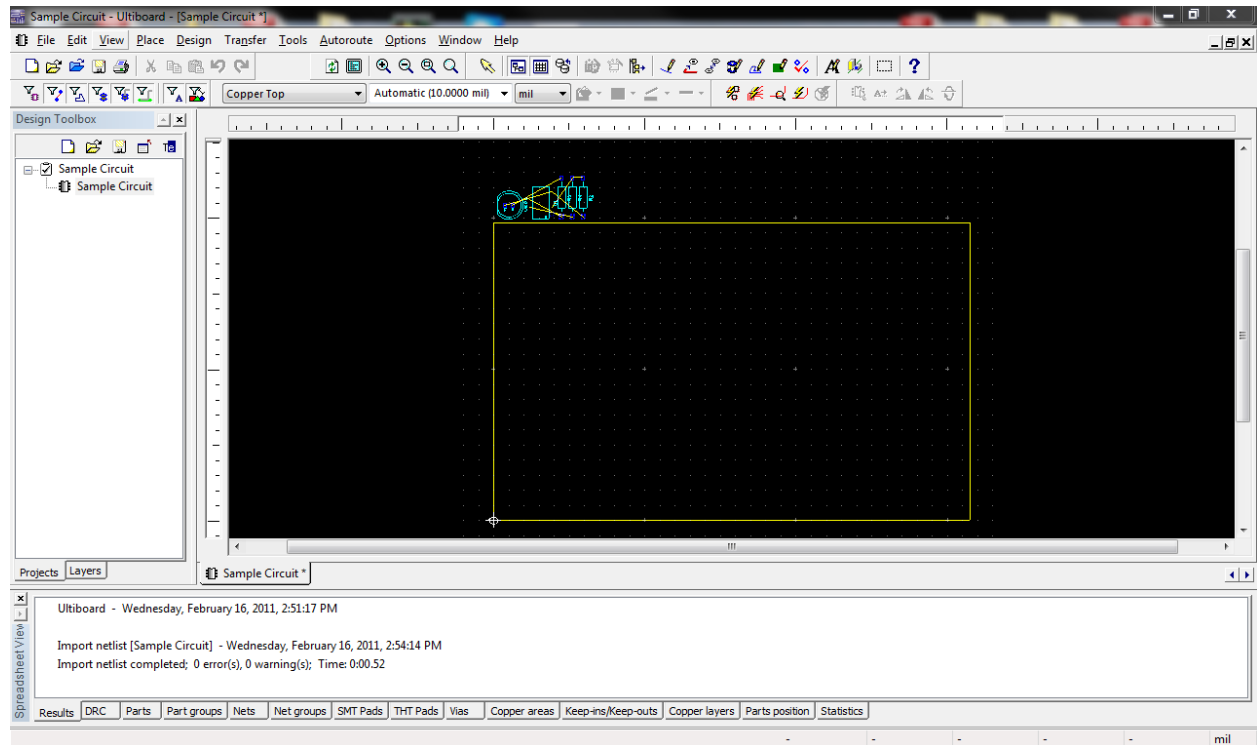 Sample Circuit - Ultiboard - [Sample Circuit *]
File Edit View Place Design Transfer Tools Autoroute Options Window Help
Copper Top Automatic (10.0000 mil) mil
Design Toolbox
Sample Circuit
Sample Circuit
Projects Layers
Sample Circuit *
Spreadsheet View
Ultiboard - Wednesday, February 16, 2011, 2:51:17 PM
Import netlist [Sample Circuit] - Wednesday, February 16, 2011, 2:54:14 PM
Import netlist completed; 0 error(s), 0 warning(s); Time: 0:00.52
Results DRC Parts Part groups Nets Net groups SMT Pads THT Pads Vias Copper areas Keep-ins/Keep-outs Copper layers Parts position Statistics
- - - - - mil